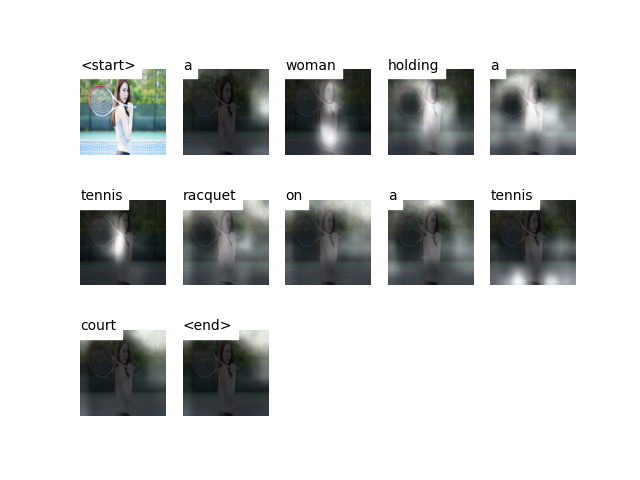 <start> a woman holding a
tennis racquet on a tennis
court <end>